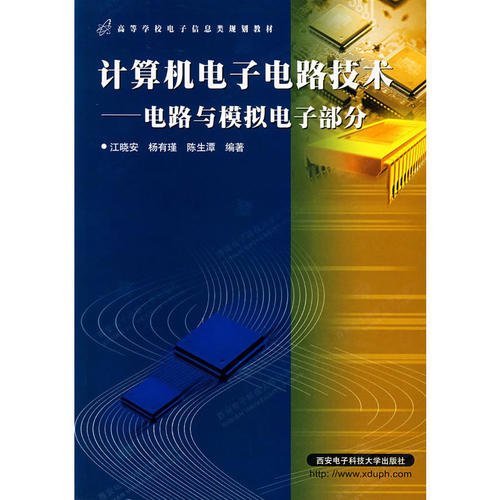 高等学校电子信息类规划教材
计算机电子电路技术
——电路与模拟电子部分
• 江晓安 杨有瑾 陈生潭 编著
西安电子科技大学出版社
http://www.xduph.com